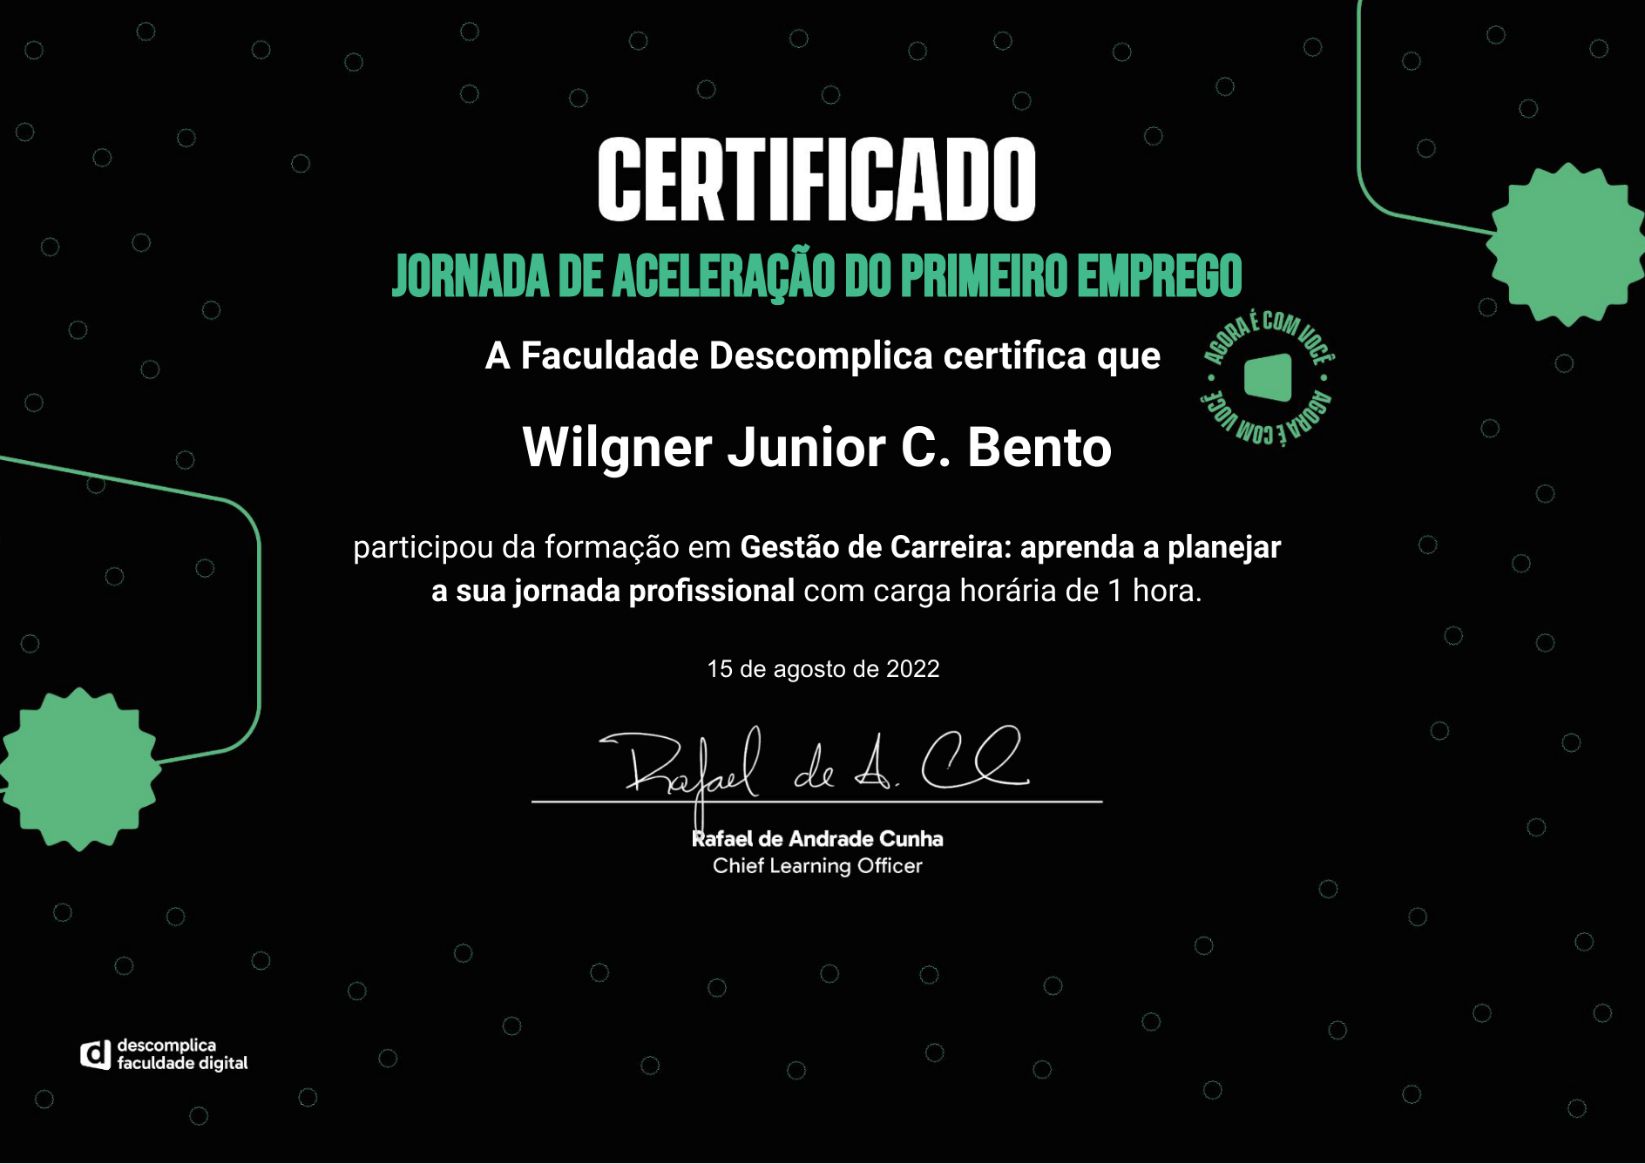 CERTIFICADO
JORNADA DE ACELERAÇÃO DO PRIMEIRO EMPREGO
AGORA É COM VOCÊ • AGORA É COM VOCÊ •
A Faculdade Descomplica certifica que
Wilgner Junior C. Bento
participou da formação em Gestão de Carreira: aprenda a planejar
a sua jornada profissional com carga horária de 1 hora.
15 de agosto de 2022
Rafael de A. Cl
Rafael de Andrade Cunha
Chief Learning Officer
d descomplica
faculdade digital